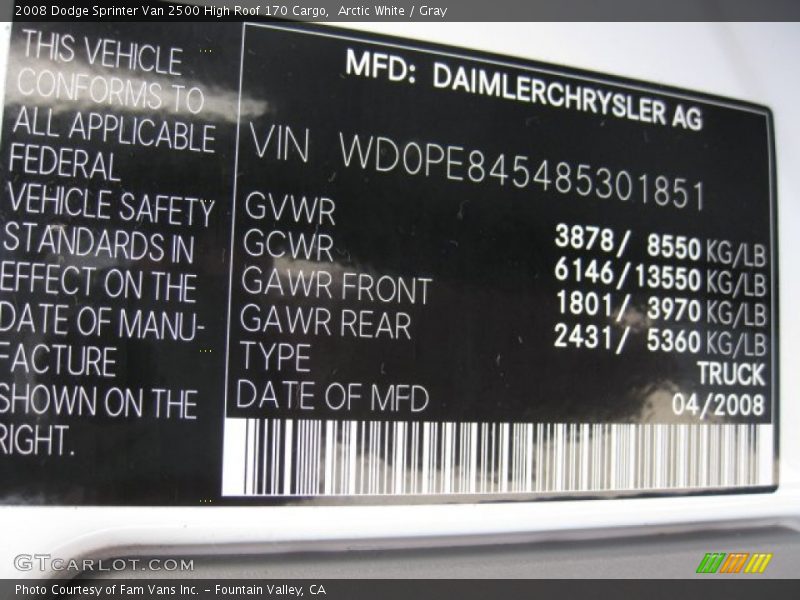 2008 Dodge Sprinter Van 2500 High Roof 170 Cargo,  Arctic White / Gray
THIS VEHICLE
CONFORMS TO
ALL APPLICABLE
FEDERAL
VEHICLE SAFETY
STANDARDS IN
EFFECT ON THE
DATE OF MANU-
FACTURE
SHOWN ON THE
RIGHT.
MFD: DAIMLERCHRYSLER AG
VIN WD0PE845485301851
GVWR 3878/ 8550 KG/LB
GCWR 6146/13550 KG/LB
GAWR FRONT 1801/ 3970 KG/LB
GAWR REAR 2431/ 5360 KG/LB
TYPE TRUCK
DATE OF MFD 04/2008
GTCARLOT.COM
Photo Courtesy of Fam Vans Inc. – Fountain Valley, CA